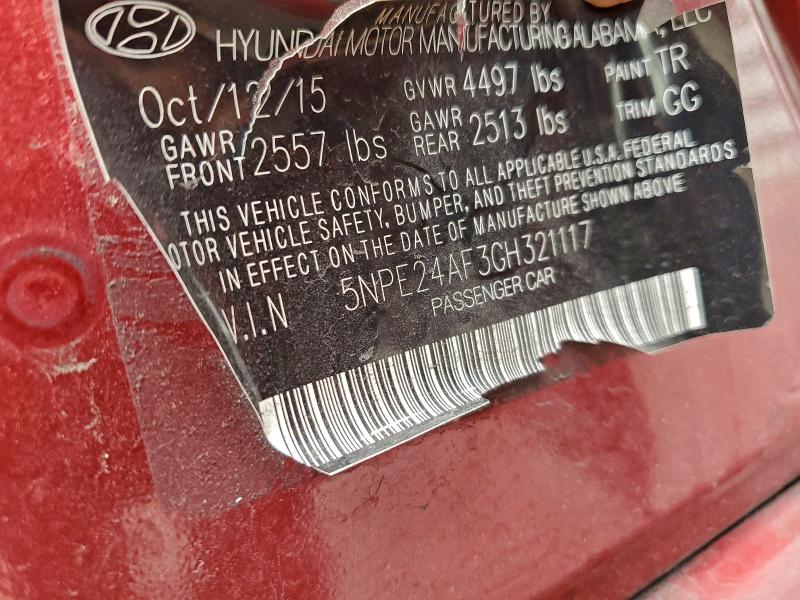 MANUFACTURED BY
HYUNDAI MOTOR MANUFACTURING ALABAMA, LLC
Oct/12/15 GVWR 4497 lbs PAINT TR
GAWR FRONT 2557 lbs GAWR REAR 2513 lbs TRIM GG
THIS VEHICLE CONFORMS TO ALL APPLICABLE U.S.A. FEDERAL
OTOR VEHICLE SAFETY, BUMPER, AND THEFT PREVENTION STANDARDS
IN EFFECT ON THE DATE OF MANUFACTURE SHOWN ABOVE
V.I.N 5NPE24AF3GH321117
PASSENGER CAR